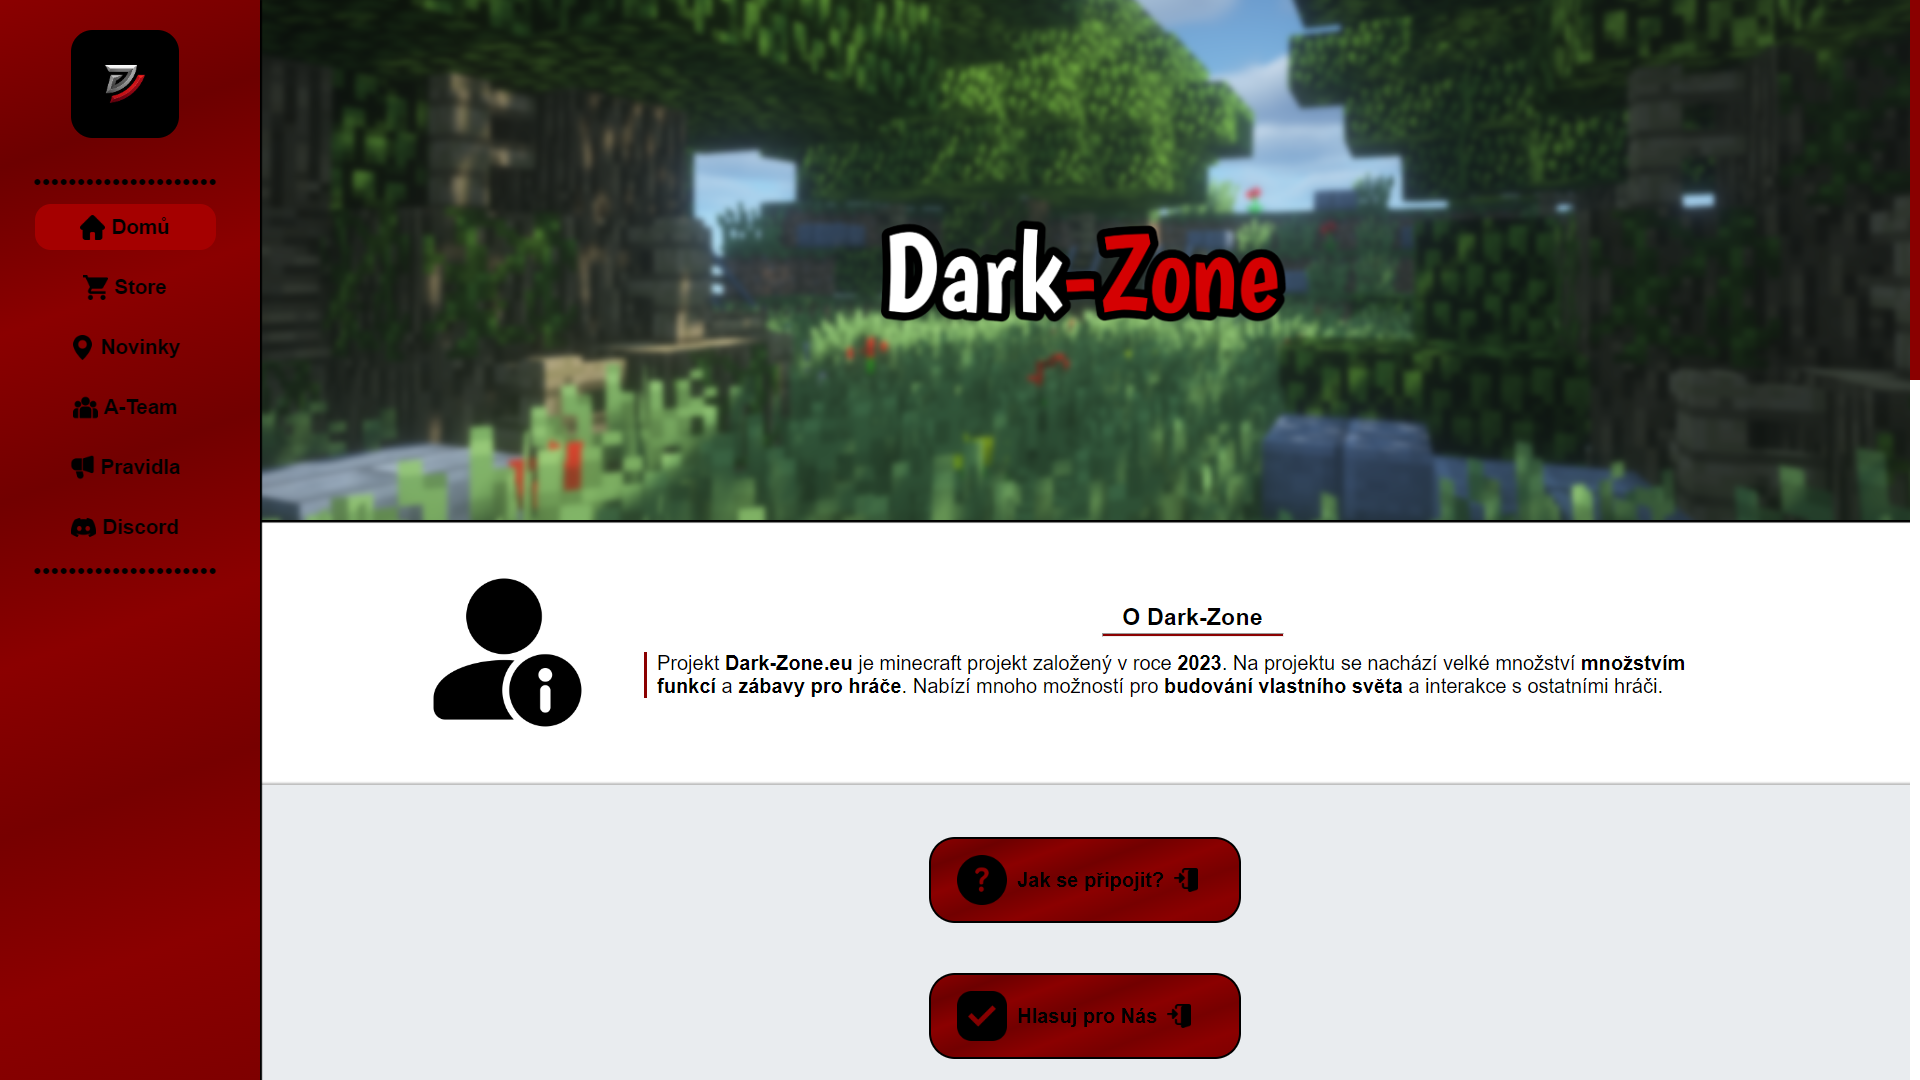 Domů
Store
Novinky
A-Team
Pravidla
Discord
Dark-Zone
O Dark-Zone
Projekt Dark-Zone.eu je minecraft projekt založený v roce 2023. Na projektu se nachází velké množství množstvím
funkcí a zábavy pro hráče. Nabízí mnoho možností pro budování vlastního světa a interakce s ostatními hráči.
Jak se připojit?
Hlasuj pro Nás